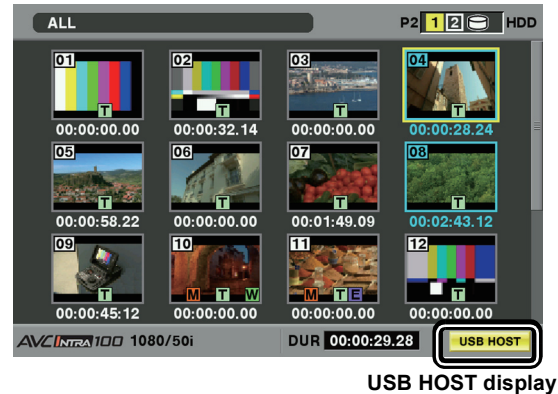 ALL P2 1 2 HDD
01 02 03 04
T T T T
00:00:00.00 00:00:32.14 00:00:00.00 00:00:28.24
05 06 07 08
T T T T
00:00:58.22 00:00:00.00 00:01:49.09 00:02:43.12
09 10 11 12
T M T W M T E T
00:00:45:12 00:00:00.00 00:00:00.00 00:00:00.00
AVC INTRA 100 1080/50i DUR 00:00:29.28 USB HOST
USB HOST display